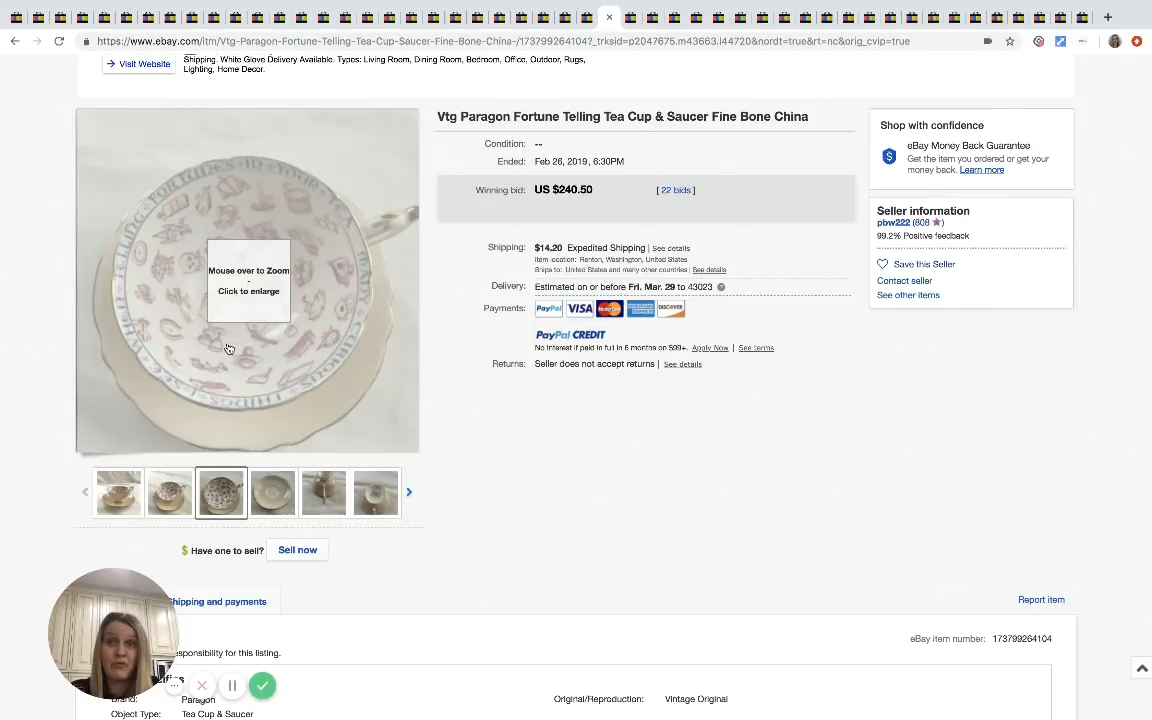 https://www.ebay.com/itm/Vtg-Paragon-Fortune-Telling-Tea-Cup-Saucer-Fine-Bone-China-/173799264104?_trksid=p2047675.m43663.l44720&nordt=true&rt=nc&orig_cvip=true
Visit Website
Shipping. White Glove Delivery Available. Types: Living Room, Dining Room, Bedroom, Office, Outdoor, Rugs,
Lighting, Home Decor.
Vtg Paragon Fortune Telling Tea Cup & Saucer Fine Bone China
Condition: --
Ended: Feb 26, 2019 , 6:30PM
Winning bid: US $240.50 [ 22 bids ]
Shipping: $14.20 Expedited Shipping | See details
Item location: Renton, Washington, United States
Ships to: United States and many other countries | See details
Delivery: Estimated on or before Fri. Mar. 29 to 43023
Payments: PayPal VISA MasterCard AMERICAN EXPRESS DISCOVER
PayPal CREDIT
No Interest if paid in full in 6 months on $99+. Apply Now | See terms
Returns: Seller does not accept returns | See details
Shop with confidence
eBay Money Back Guarantee
Get the item you ordered or get your
money back. Learn more
Seller information
pbw222 (808 )
99.2% Positive feedback
Save this Seller
Contact seller
See other items
Mouse over to Zoom
-
Click to enlarge
$ Have one to sell? Sell now
Shipping and payments
Report item
eBay item number: 173799264104
esponsibility for this listing.
Brand: Paragon
Original/Reproduction: Vintage Original
Object Type: Tea Cup & Saucer